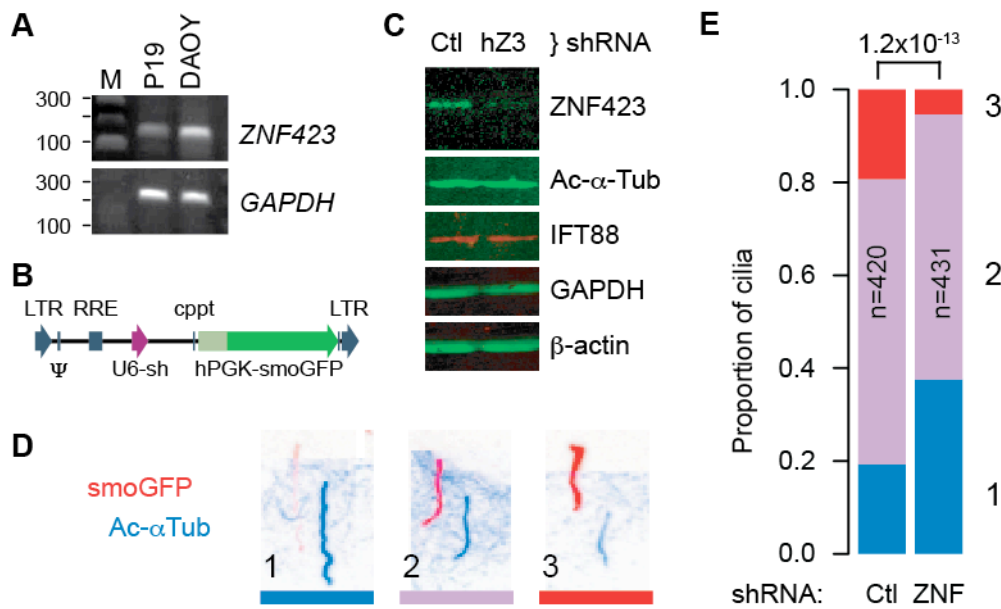 A
M P19 DAOY
300
100
ZNF423
300
100
GAPDH
B
LTR RRE cppt LTR
Ψ U6-sh hPGK-smoGFP
C
Ctl hZ3 } shRNA
ZNF423
Ac-α-Tub
IFT88
GAPDH
β-actin
D
smoGFP
Ac-αTub
1 2 3
E
1.2x10⁻¹³
Proportion of cilia
1.0
0.8
0.6
0.4
0.2
0.0
n=420 n=431
3
2
1
shRNA: Ctl ZNF